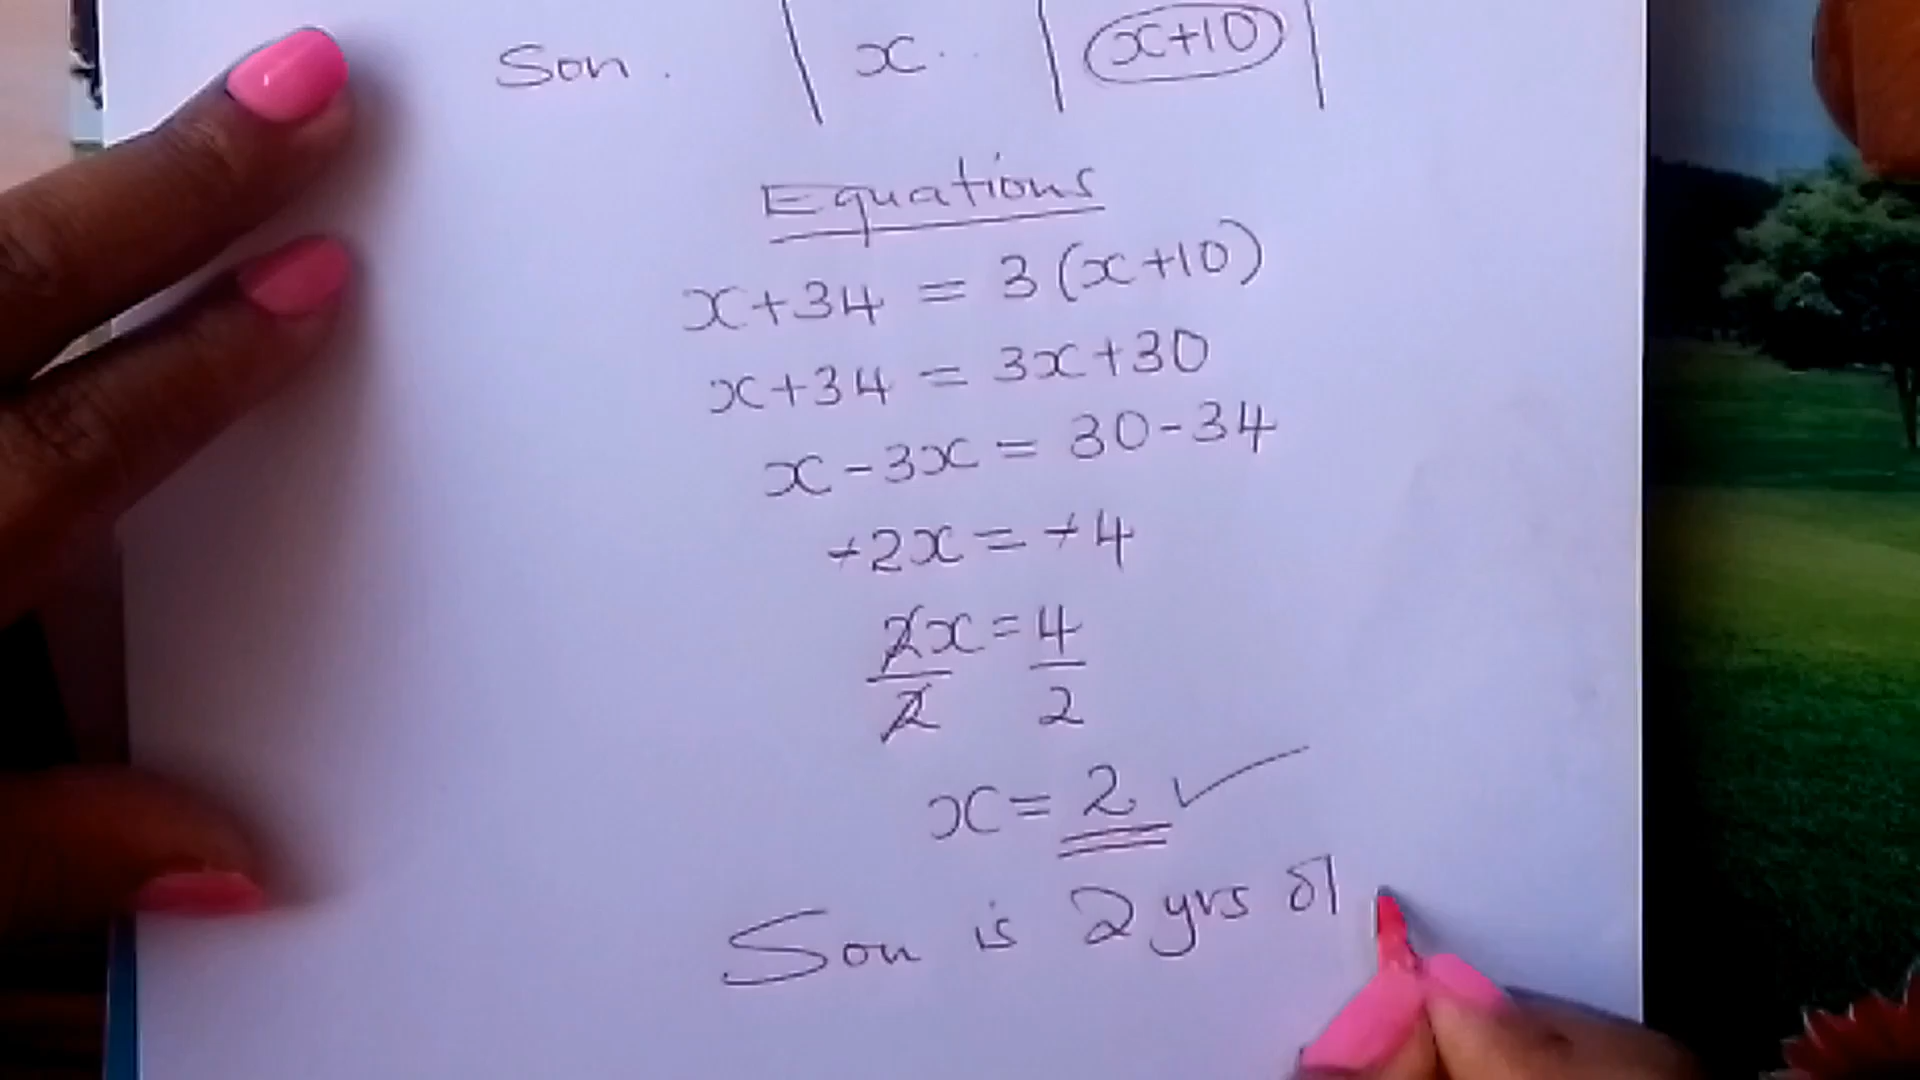 Son. | x.. | x+10 |
Equations
x+34 = 3(x+10)
x+34 = 3x+30
x-3x = 30-34
-2x = -4
2x/2 = 4/2
x = 2 ✓
Son is 2 yrs ol